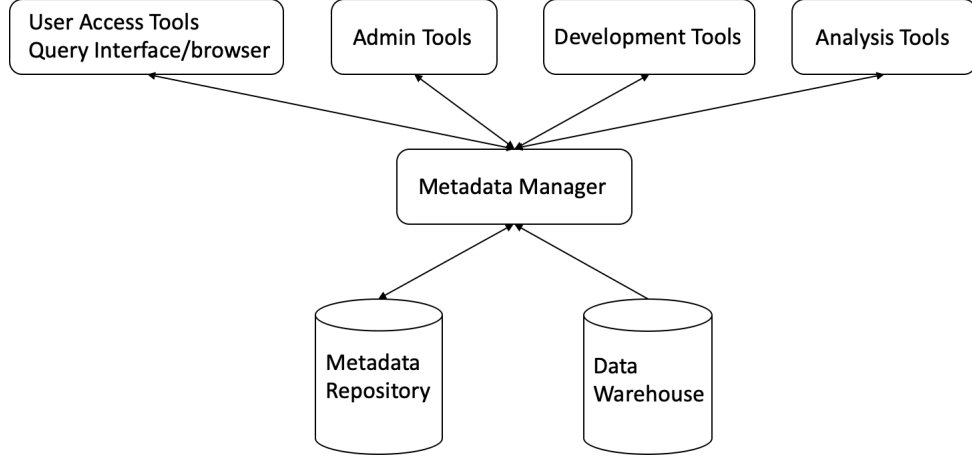 User Access Tools
Query Interface/browser
Admin Tools
Development Tools
Analysis Tools
Metadata Manager
Metadata
Repository
Data
Warehouse